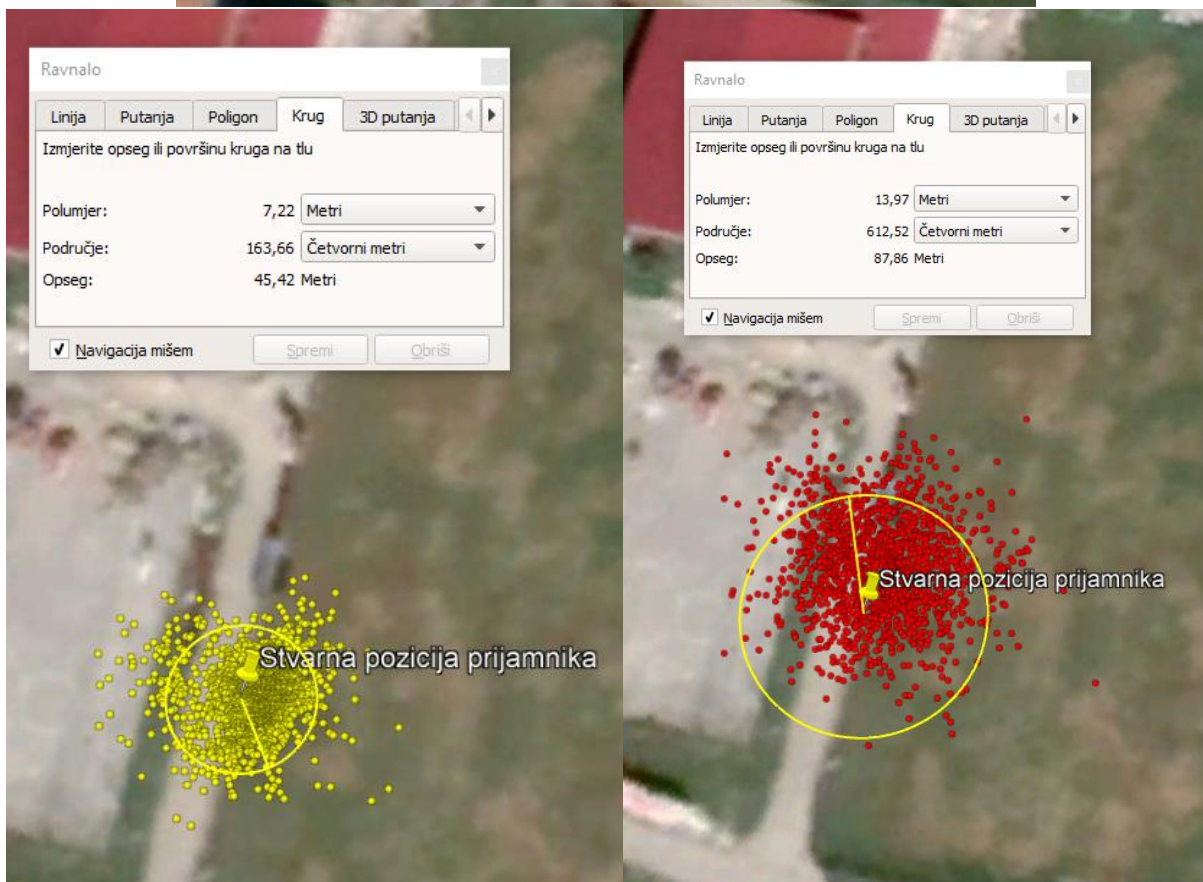 Ravnalo
Linija Putanja Poligon Krug 3D putanja
Izmjerite opseg ili površinu kruga na tlu
Polumjer: 7,22 Metri
Područje: 163,66 Četvorni metri
Opseg: 45,42 Metri
Navigacija mišem Spremi Obriši
Stvarna pozicija prijamnika
Ravnalo
Linija Putanja Poligon Krug 3D putanja
Izmjerite opseg ili površinu kruga na tlu
Polumjer: 13,97 Metri
Područje: 612,52 Četvorni metri
Opseg: 87,86 Metri
Navigacija mišem Spremi Obriši
Stvarna pozicija prijamnika